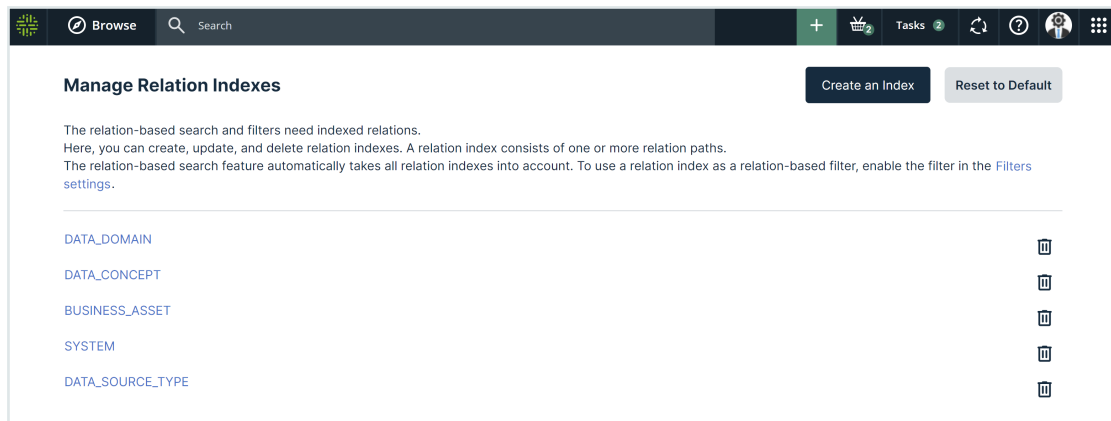 Browse
Search
2
Tasks 2
Manage Relation Indexes
Create an Index
Reset to Default
The relation-based search and filters need indexed relations.
Here, you can create, update, and delete relation indexes. A relation index consists of one or more relation paths.
The relation-based search feature automatically takes all relation indexes into account. To use a relation index as a relation-based filter, enable the filter in the Filters
settings.
DATA_DOMAIN
DATA_CONCEPT
BUSINESS_ASSET
SYSTEM
DATA_SOURCE_TYPE